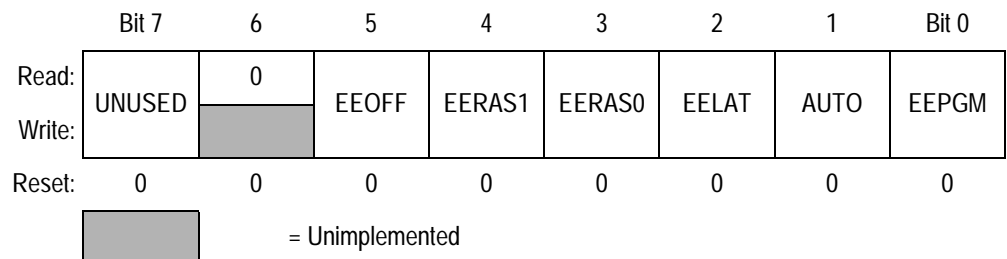 Bit 7 6 5 4 3 2 1 Bit 0
Read: UNUSED 0 EEOFF EERAS1 EERAS0 EELAT AUTO EEPGM
Write:
Reset: 0 0 0 0 0 0 0 0
= Unimplemented